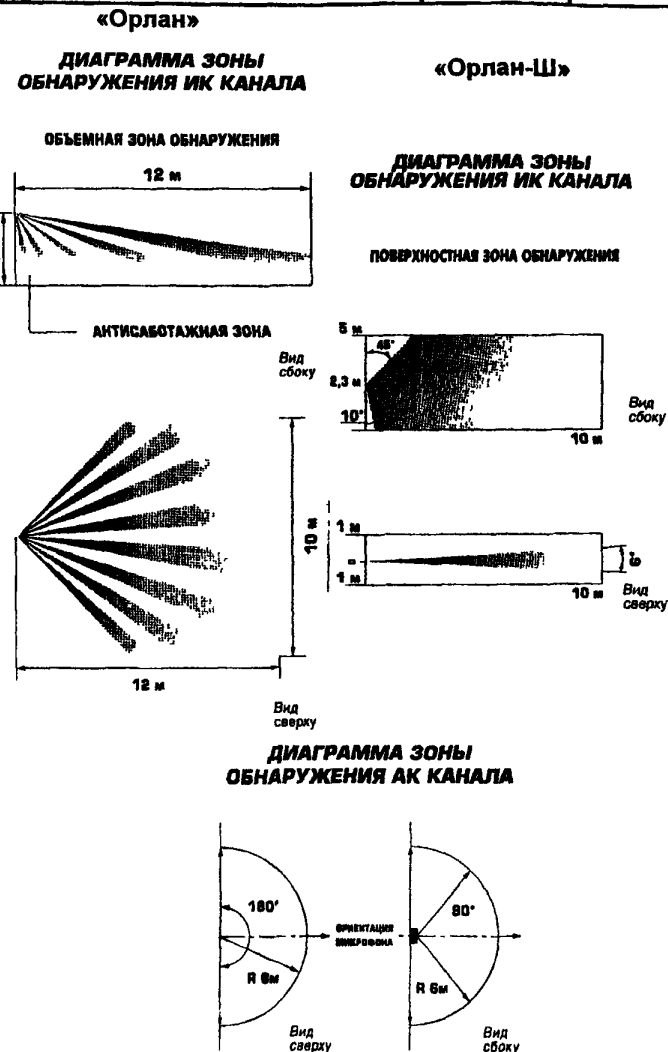 «Орлан»
ДИАГРАММА ЗОНЫ
ОБНАРУЖЕНИЯ ИК КАНАЛА
ОБЪЕМНАЯ ЗОНА ОБНАРУЖЕНИЯ
12 м
АНТИСАБОТАЖНАЯ ЗОНА
Вид
сбоку
10 м
12 м
Вид
сверху
«Орлан-Ш»
ДИАГРАММА ЗОНЫ
ОБНАРУЖЕНИЯ ИК КАНАЛА
ПОВЕРХНОСТНАЯ ЗОНА ОБНАРУЖЕНИЯ
5 м
45°
2,3 м
10°
10 м
Вид
сбоку
1 м
1 м
6°
10 м
Вид
сверху
ДИАГРАММА ЗОНЫ
ОБНАРУЖЕНИЯ АК КАНАЛА
180°
R 6м
Вид
сверху
ОРИЕНТАЦИЯ
МИКРОФОНА
90°
R 6м
Вид
сбоку